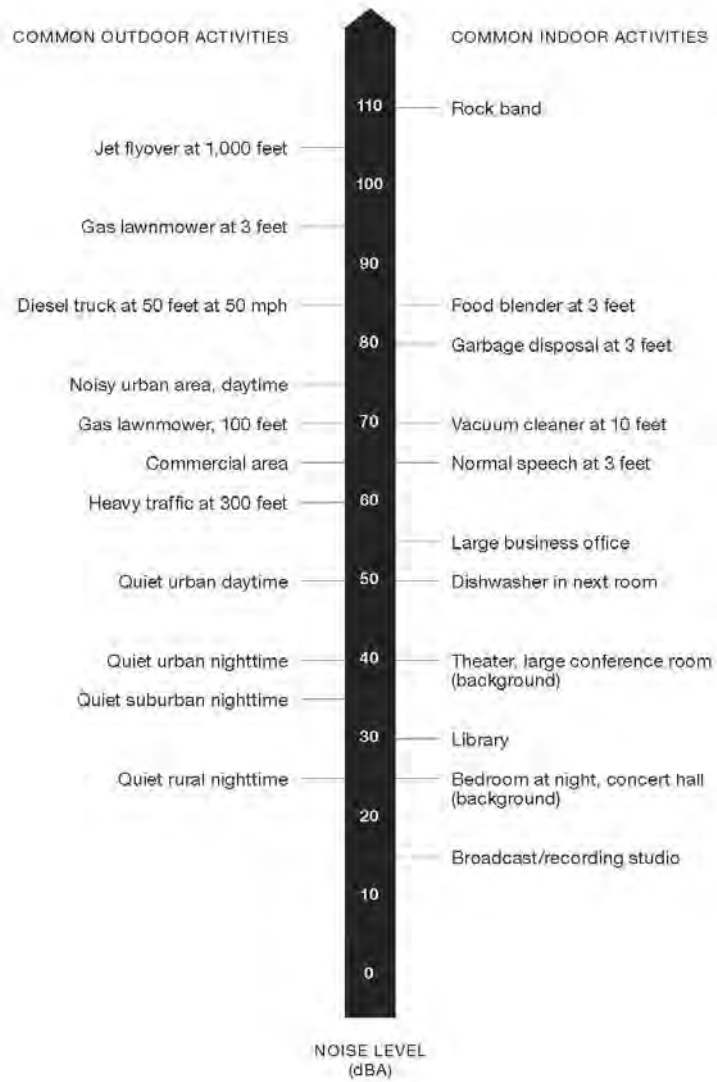 COMMON OUTDOOR ACTIVITIES
COMMON INDOOR ACTIVITIES
110
Rock band
Jet flyover at 1,000 feet
100
Gas lawnmower at 3 feet
90
Diesel truck at 50 feet at 50 mph
Food blender at 3 feet
80
Garbage disposal at 3 feet
Noisy urban area, daytime
Gas lawnmower, 100 feet
70
Vacuum cleaner at 10 feet
Commercial area
Normal speech at 3 feet
Heavy traffic at 300 feet
60
Large business office
Quiet urban daytime
50
Dishwasher in next room
Quiet urban nighttime
40
Theater, large conference room
(background)
Quiet suburban nighttime
30
Library
Quiet rural nighttime
Bedroom at night, concert hall
(background)
20
Broadcast/recording studio
10
0
NOISE LEVEL
(dBA)